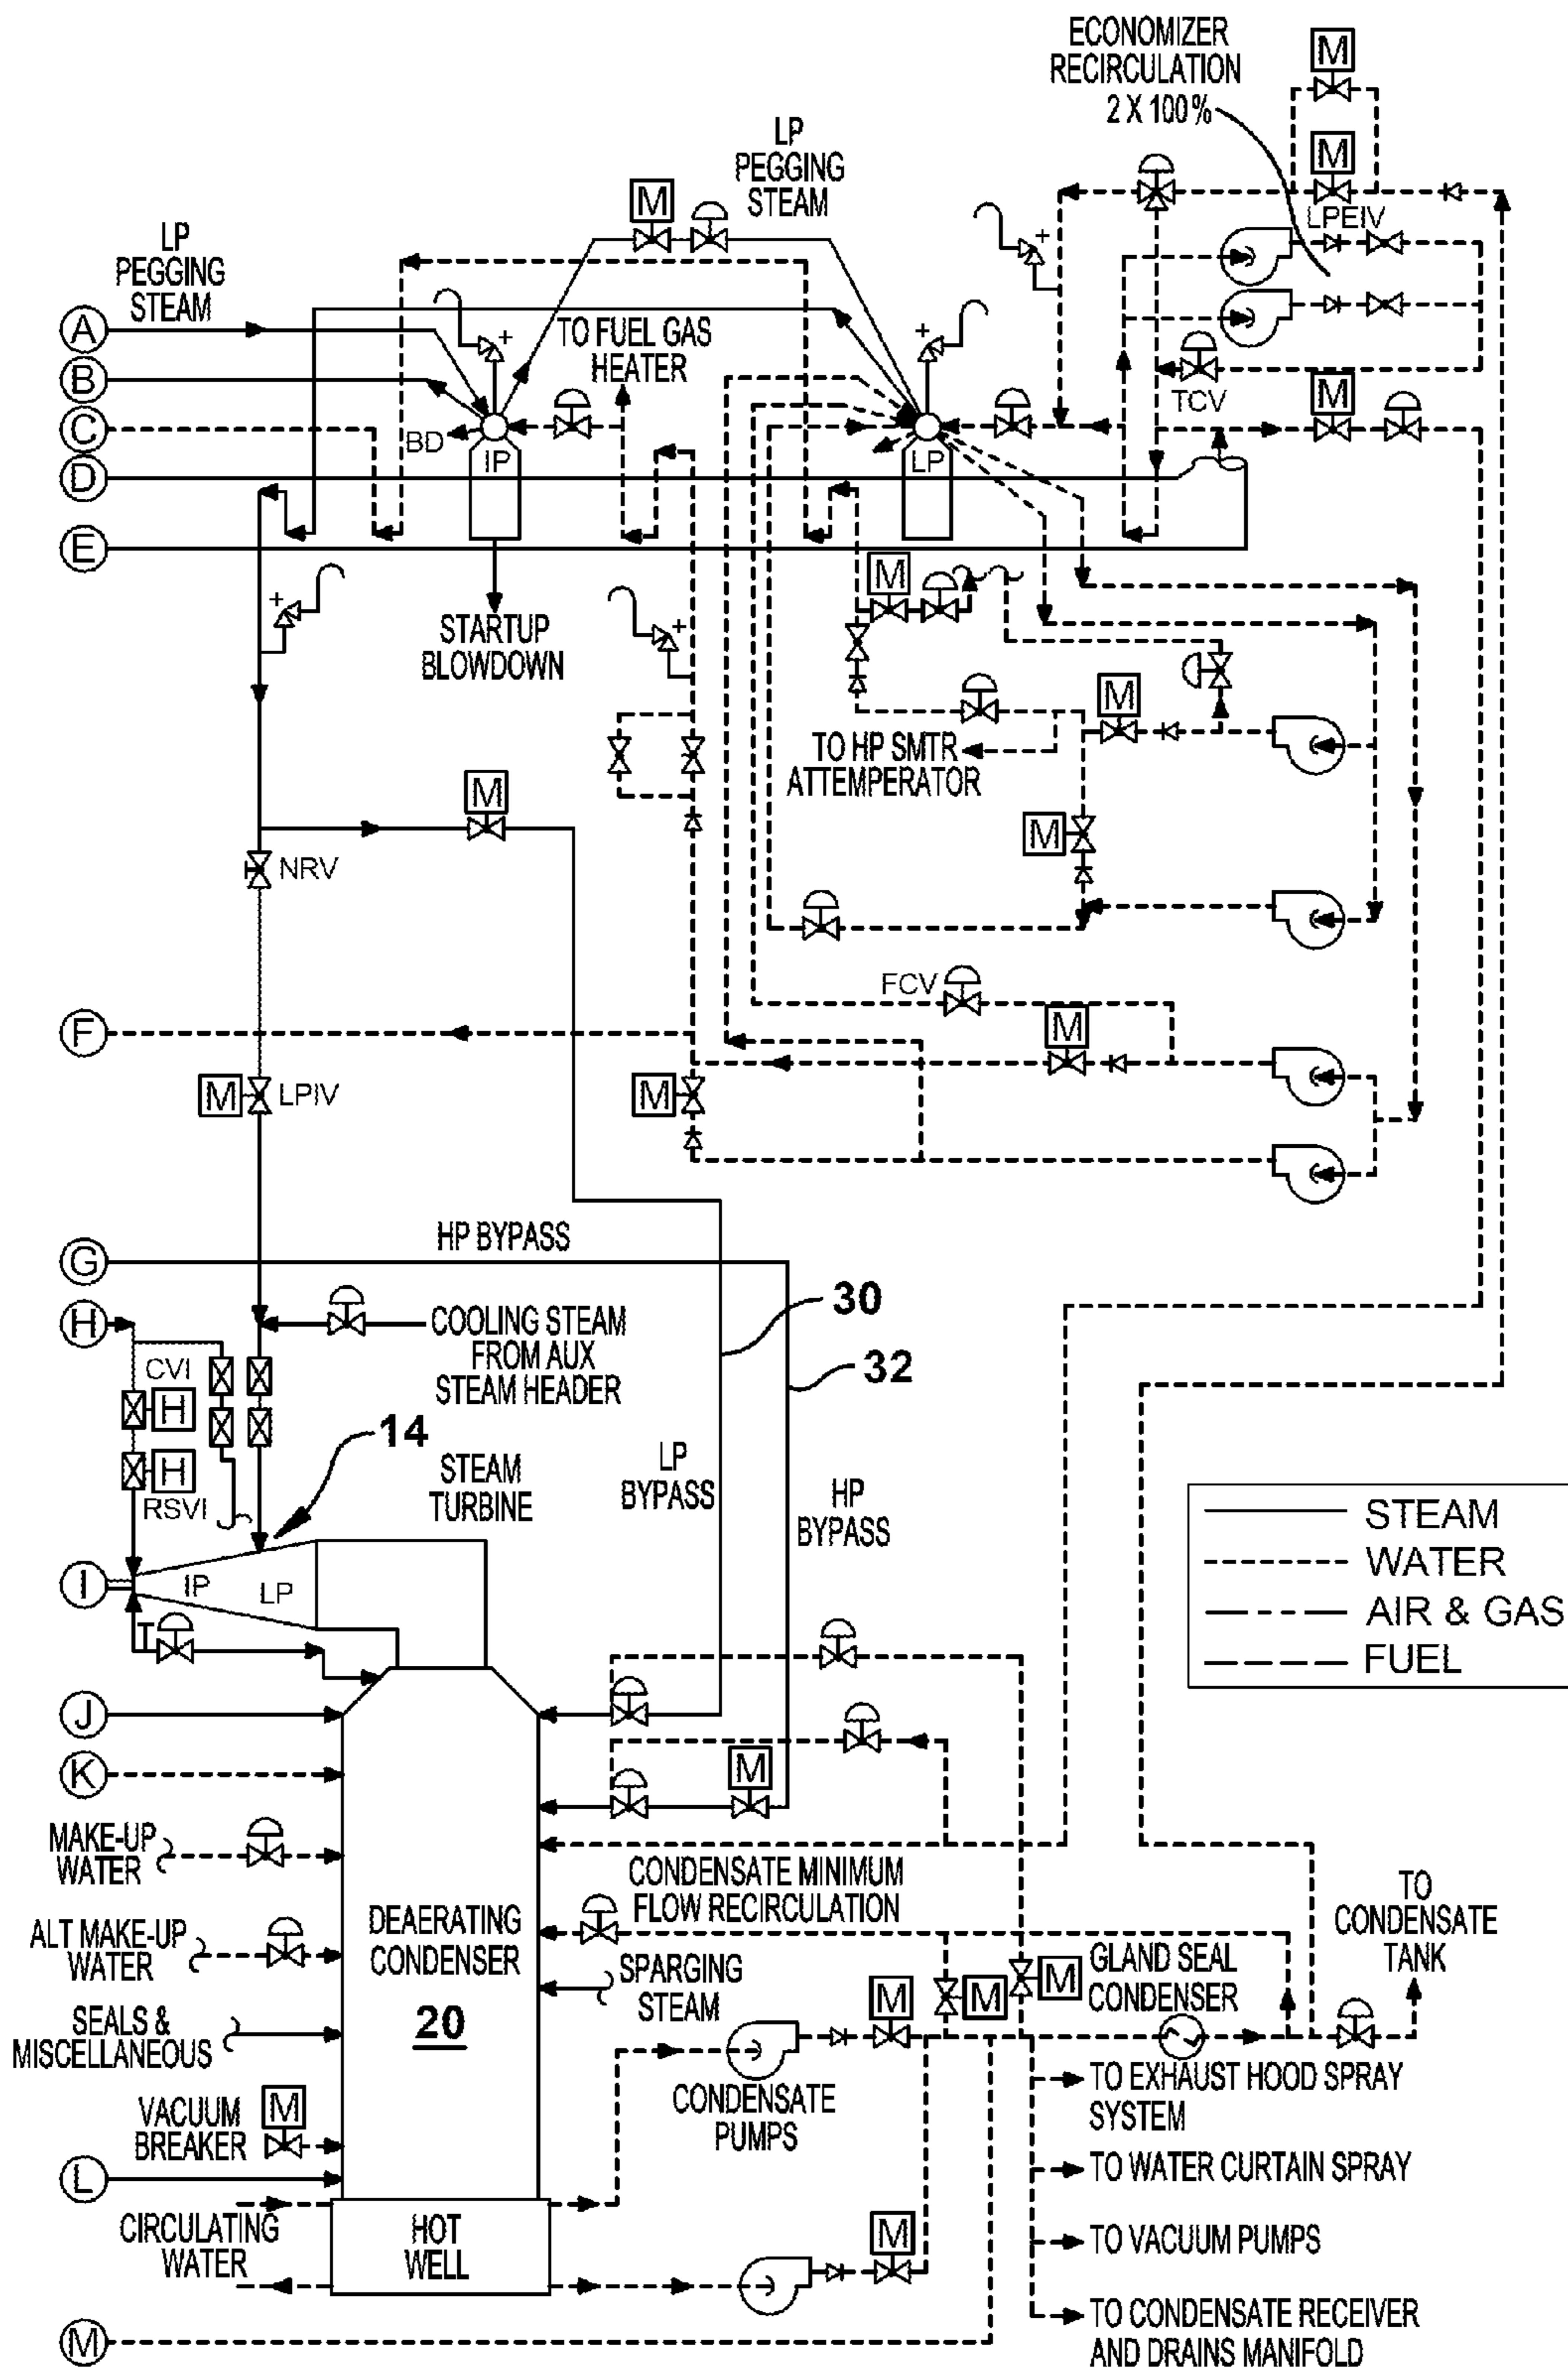 ECONOMIZER
RECIRCULATION
2 X 100%
M
M
LPEIV
LP
PEGGING
STEAM
M
LP
PEGGING
STEAM
+
A
+
TO FUEL GAS
HEATER
+
B
TCV
M
C
BD
IP
LP
D
E
M
+
STARTUP
BLOWDOWN
+
M
TO HP SMTR
ATTEMPERATOR
M
M
NRV
FCV
M
F
M
LPIV
M
HP BYPASS
G
30
H
COOLING STEAM
FROM AUX
STEAM HEADER
32
CVI
H
14
H
RSVI
STEAM
TURBINE
LP
BYPASS
HP
BYPASS
STEAM
WATER
AIR & GAS
FUEL
I
IP
LP
T
J
K
M
MAKE-UP
WATER
CONDENSATE MINIMUM
FLOW RECIRCULATION
TO
CONDENSATE
TANK
DEAERATING
CONDENSER
ALT MAKE-UP
WATER
SPARGING
STEAM
M
M
M
GLAND SEAL
CONDENSER
20
SEALS &
MISCELLANEOUS
CONDENSATE
PUMPS
TO EXHAUST HOOD SPRAY
SYSTEM
VACUUM
BREAKER
M
TO WATER CURTAIN SPRAY
L
CIRCULATING
WATER
HOT
WELL
M
TO VACUUM PUMPS
TO CONDENSATE RECEIVER
AND DRAINS MANIFOLD
M